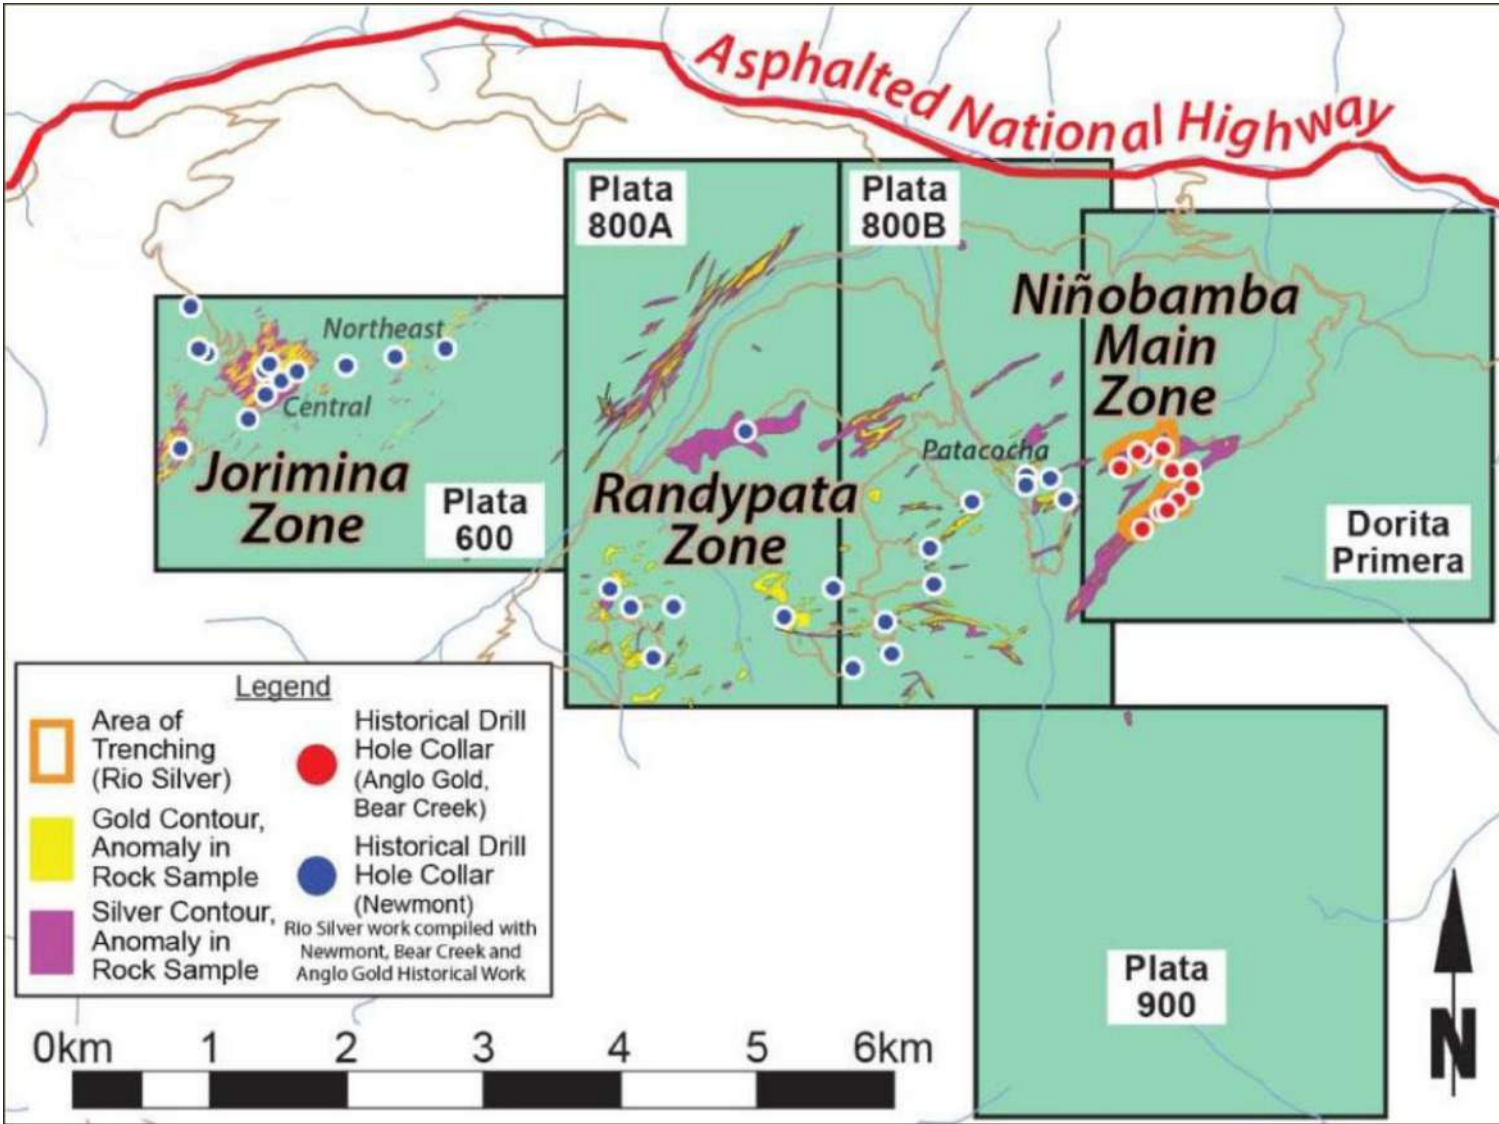 Asphalted National Highway
Plata
800A
Plata
800B
Niñobamba
Main
Zone
Northeast
Central
Jorimina
Zone
Plata
600
Patacocha
Randypata
Zone
Dorita
Primera
Legend
Area of
Trenching
(Rio Silver)
Gold Contour,
Anomaly in
Rock Sample
Silver Contour,
Anomaly in
Rock Sample
Historical Drill
Hole Collar
(Anglo Gold,
Bear Creek)
Historical Drill
Hole Collar
(Newmont)
Rio Silver work compiled with
Newmont, Bear Creek and
Anglo Gold Historical Work
Plata
900
N
0km 1 2 3 4 5 6km